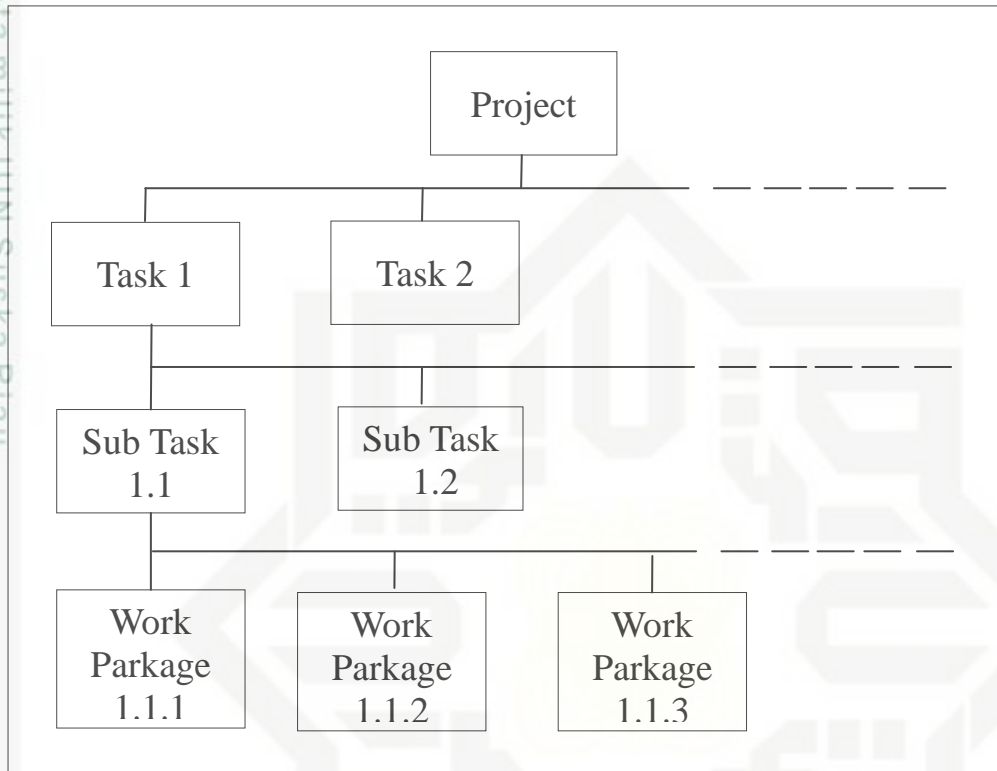 Project
Task 1
Task 2
Sub Task
1.1
Sub Task
1.2
Work
Parkage
1.1.1
Work
Parkage
1.1.2
Work
Parkage
1.1.3